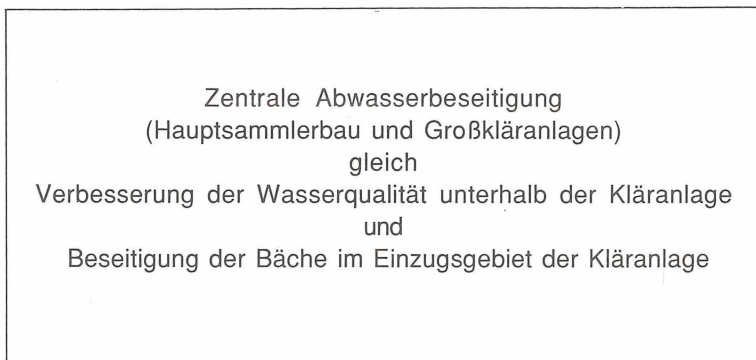 Zentrale Abwasserbeseitigung
(Hauptsammlerbau und Großkläranlagen)
gleich
Verbesserung der Wasserqualität unterhalb der Kläranlage
und
Beseitigung der Bäche im Einzugsgebiet der Kläranlage